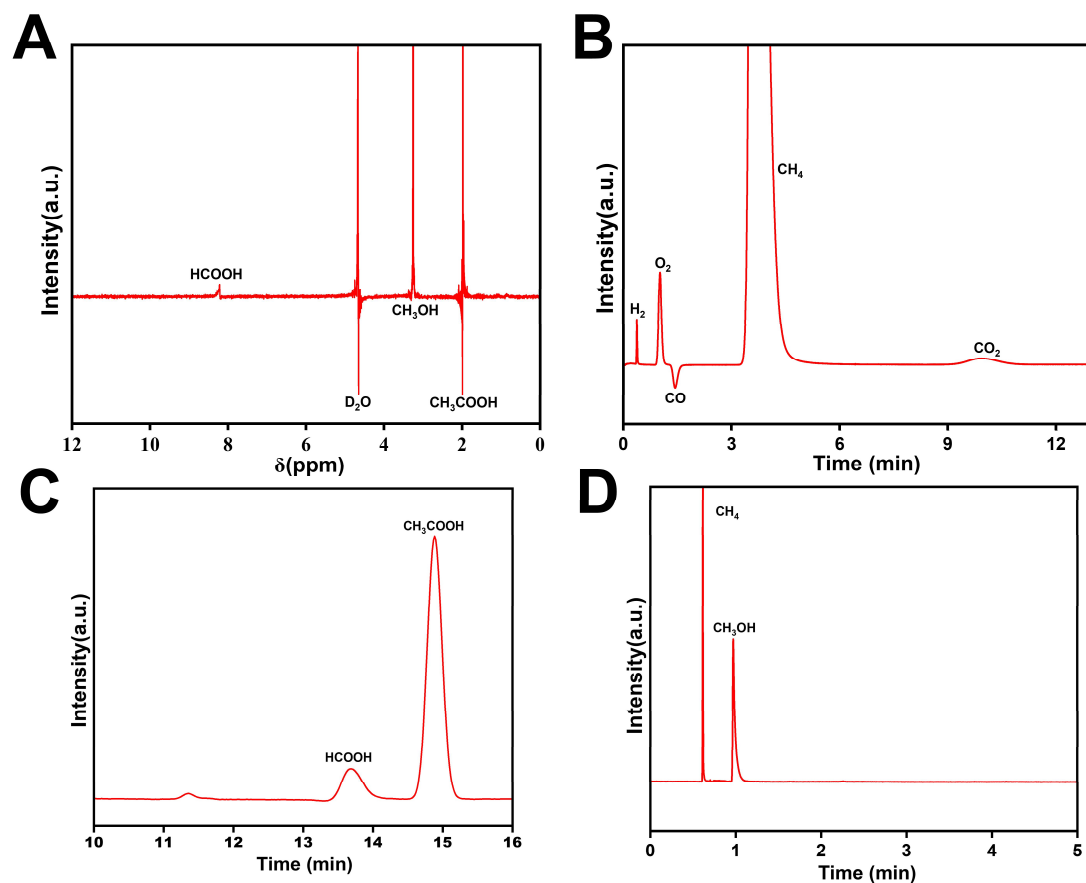 A
Intensity(a.u.)
HCOOH
CH₃OH
D₂O
CH₃COOH
12 10 8 6 4 2 0
δ(ppm)
B
Intensity(a.u.)
CH₄
O₂
H₂
CO
CO₂
0 3 6 9 12
Time (min)
C
Intensity(a.u.)
CH₃COOH
HCOOH
10 11 12 13 14 15 16
Time (min)
D
Intensity(a.u.)
CH₄
CH₃OH
0 1 2 3 4 5
Time (min)